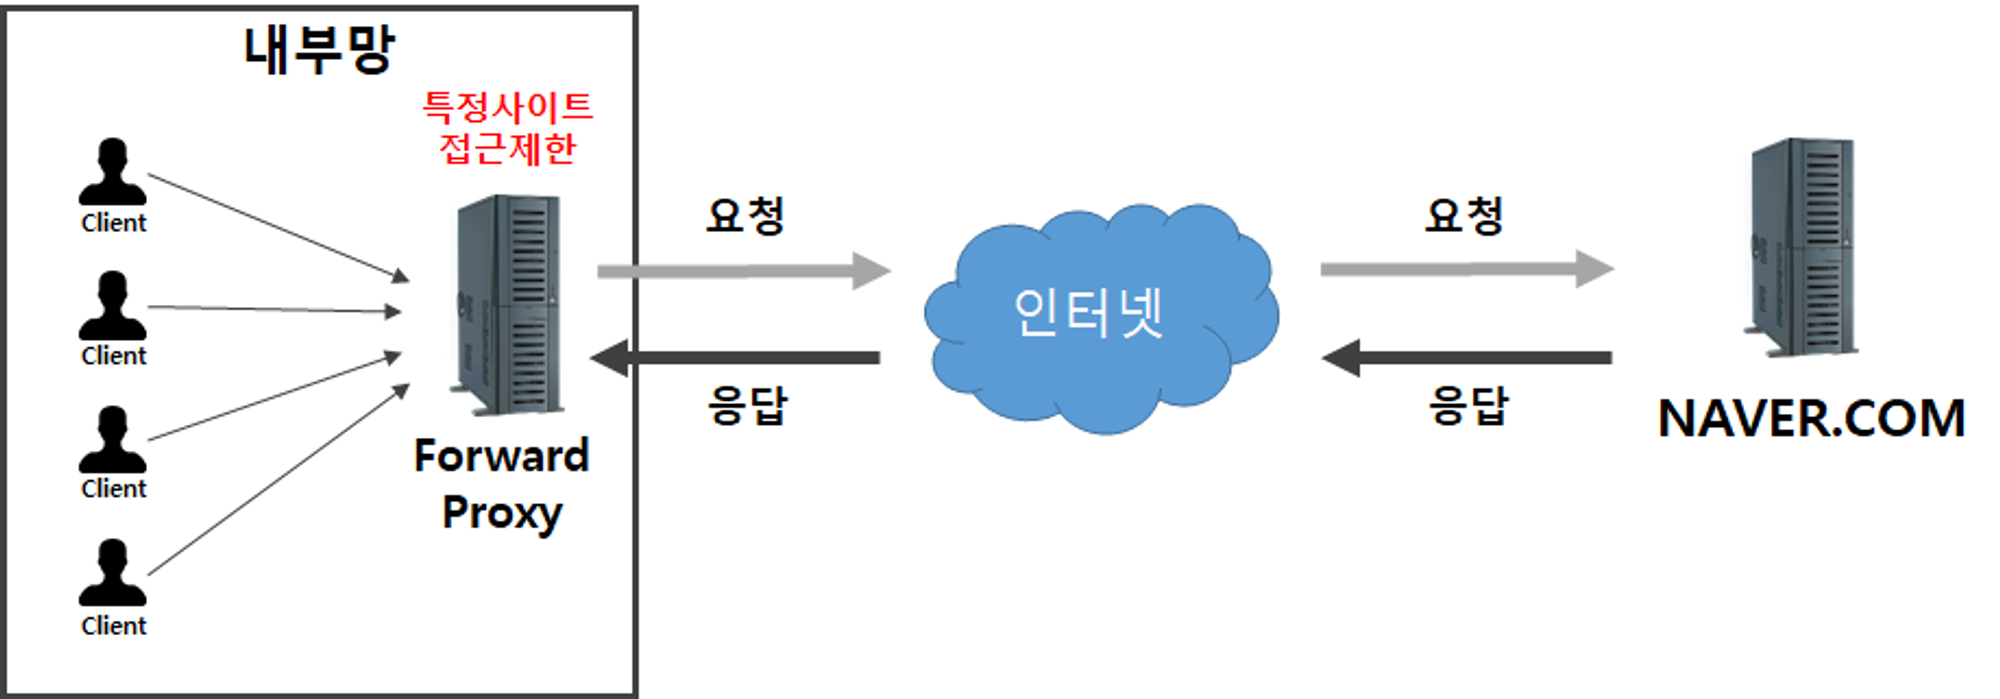 내부망
특정사이트
접근제한
Client
Client
Client
Client
Forward
Proxy
요청
응답
인터넷
요청
응답
NAVER.COM